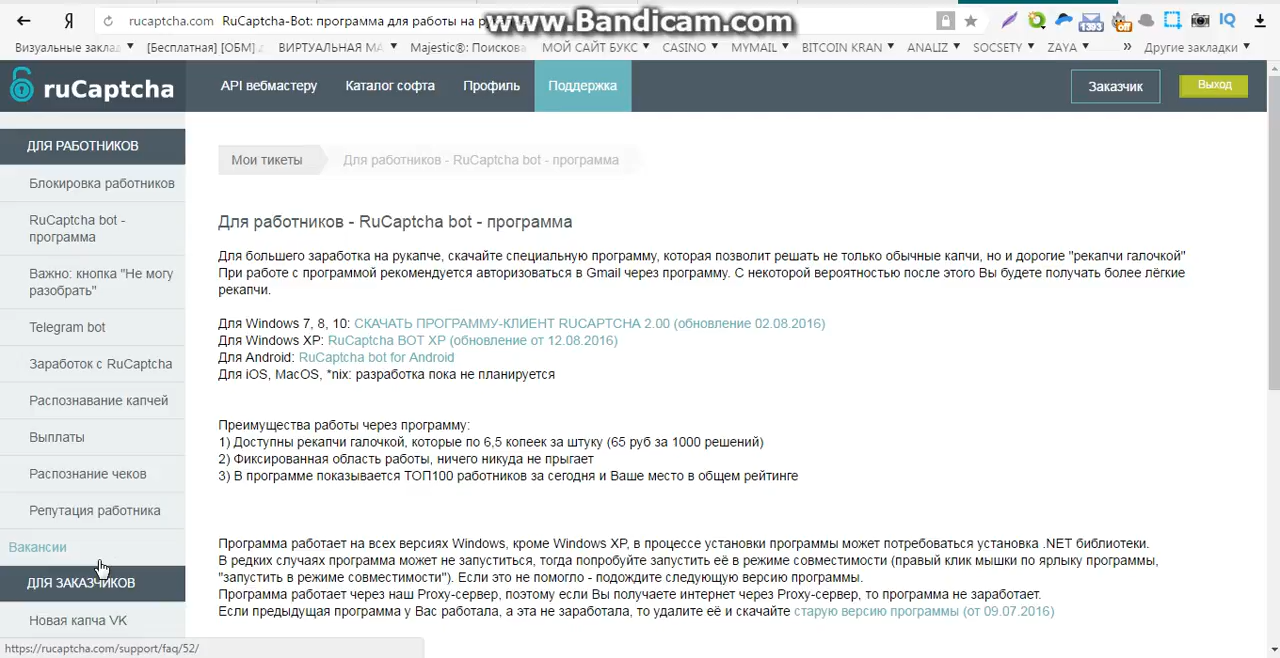 rucaptcha.com RuCaptcha-Bot: программа для работы на р
www.Bandicam.com
Визуальные заклад
[Бесплатная] [ОБМ]
ВИРТУАЛЬНАЯ МА
Majestic®: Поискова
МОЙ САЙТ БУКС
CASINO
MYMAIL
BITCOIN KRAN
ANALIZ
SOCSETY
ZAYA
»
Другие закладки
ruCaptcha
API вебмастеру
Каталог софта
Профиль
Поддержка
Заказчик
Выход
ДЛЯ РАБОТНИКОВ
Блокировка работников
RuCaptcha bot -
программа
Важно: кнопка "Не могу
разобрать"
Telegram bot
Заработок с RuCaptcha
Распознавание капчей
Выплаты
Распознание чеков
Репутация работника
Вакансии
ДЛЯ ЗАКАЗЧИКОВ
Новая капча VK
https://rucaptcha.com/support/faq/52/
Мои тикеты
Для работников - RuCaptcha bot - программа
Для работников - RuCaptcha bot - программа
Для большего заработка на рукапче, скачайте специальную программу, которая позволит решать не только обычные капчи, но и дорогие "рекапчи галочкой"
При работе с программой рекомендуется авторизоваться в Gmail через программу. С некоторой вероятностью после этого Вы будете получать более лёгкие
рекапчи.
Для Windows 7, 8, 10: СКАЧАТЬ ПРОГРАММУ-КЛИЕНТ RUCAPTCHA 2.00 (обновление 02.08.2016)
Для Windows XP: RuCaptcha BOT XP (обновление от 12.08.2016)
Для Android: RuCaptcha bot for Android
Для iOS, MacOS, *nix: разработка пока не планируется
Преимущества работы через программу:
1) Доступны рекапчи галочкой, которые по 6,5 копеек за штуку (65 руб за 1000 решений)
2) Фиксированная область работы, ничего никуда не прыгает
3) В программе показывается ТОП100 работников за сегодня и Ваше место в общем рейтинге
Программа работает на всех версиях Windows, кроме Windows XP, в процессе установки программы может потребоваться установка .NET библиотеки.
В редких случаях программа может не запуститься, тогда попробуйте запустить её в режиме совместимости (правый клик мышки по ярлыку программы,
"запустить в режиме совместимости"). Если это не помогло - подождите следующую версию программы.
Программа работает через наш Proxy-сервер, поэтому если Вы получаете интернет через Proxy-сервер, то программа не заработает.
Если предыдущая программа у Вас работала, а эта не заработала, то удалите её и скачайте старую версию программы (от 09.07.2016)